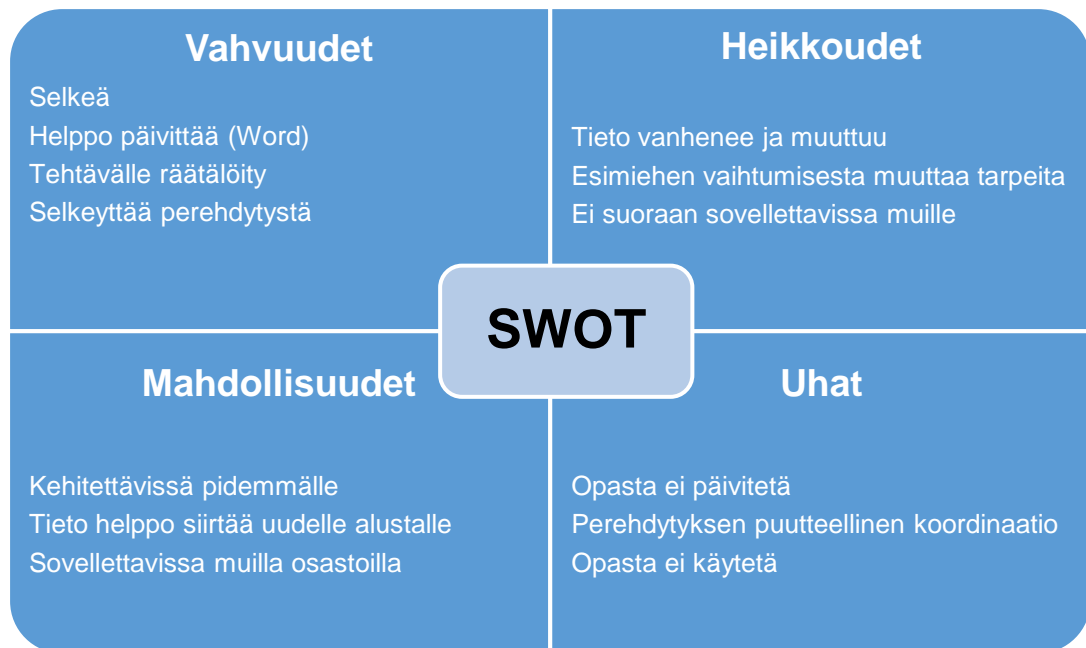 Vahvuudet
Selkeä
Helppo päivittää (Word)
Tehtävälle räätälöity
Selkeyttää perehdytystä
Heikkoudet
Tieto vanhenee ja muuttuu
Esimiehen vaihtumisesta muuttaa tarpeita
Ei suoraan sovellettavissa muille
SWOT
Mahdollisuudet
Kehitettävissä pidemmälle
Tieto helppo siirtää uudelle alustalle
Sovellettavissa muilla osastoilla
Uhat
Opasta ei päivitetä
Perehdytyksen puutteellinen koordinaatio
Opasta ei käytetä